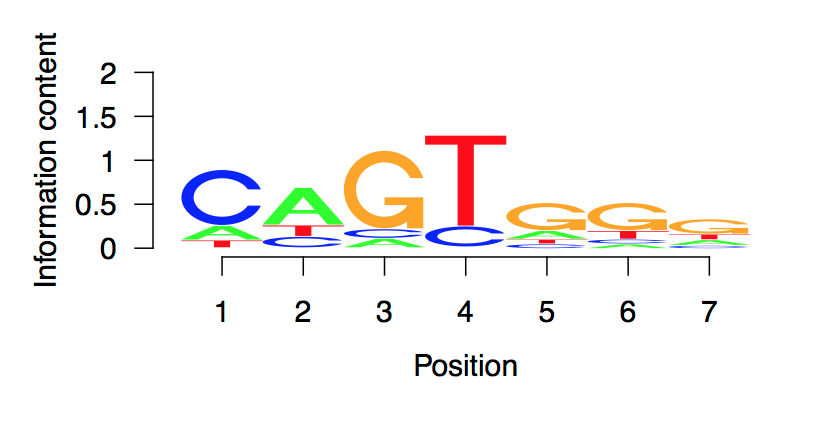 Information content
2
1.5
1
0.5
0
C A G T G G G
A T C A T T
T C A T C C A
A C
1 2 3 4 5 6 7
Position